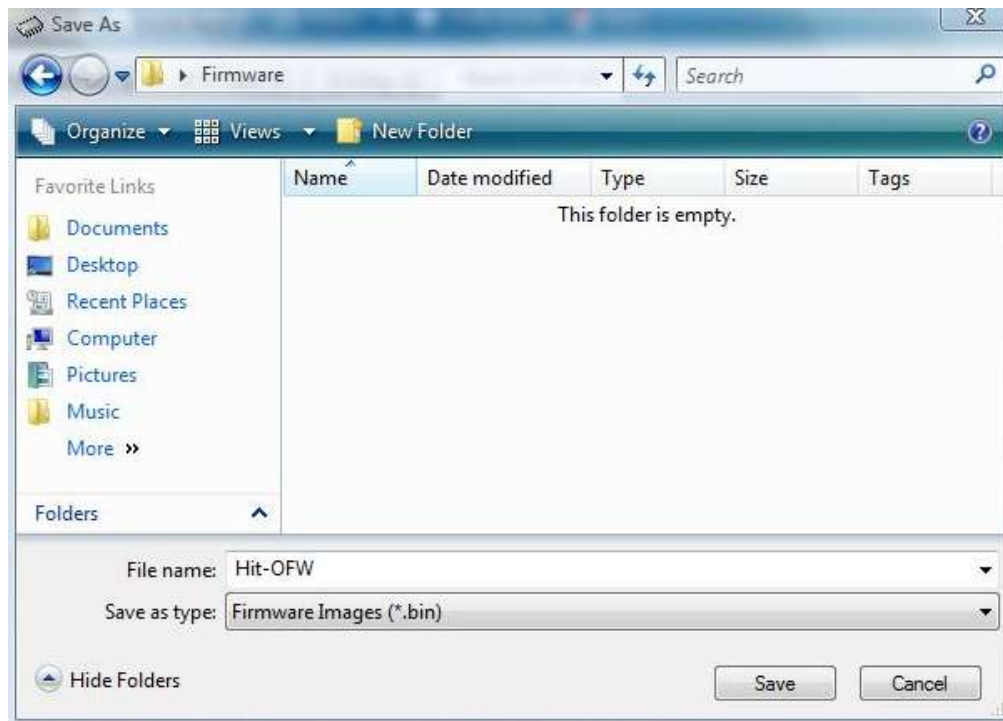 Save As
Firmware
Search
Organize Views New Folder
Favorite Links
Documents
Desktop
Recent Places
Computer
Pictures
Music
More »
Folders
Name Date modified Type Size Tags
This folder is empty.
File name: Hit-OFW
Save as type: Firmware Images (*.bin)
Hide Folders
Save Cancel